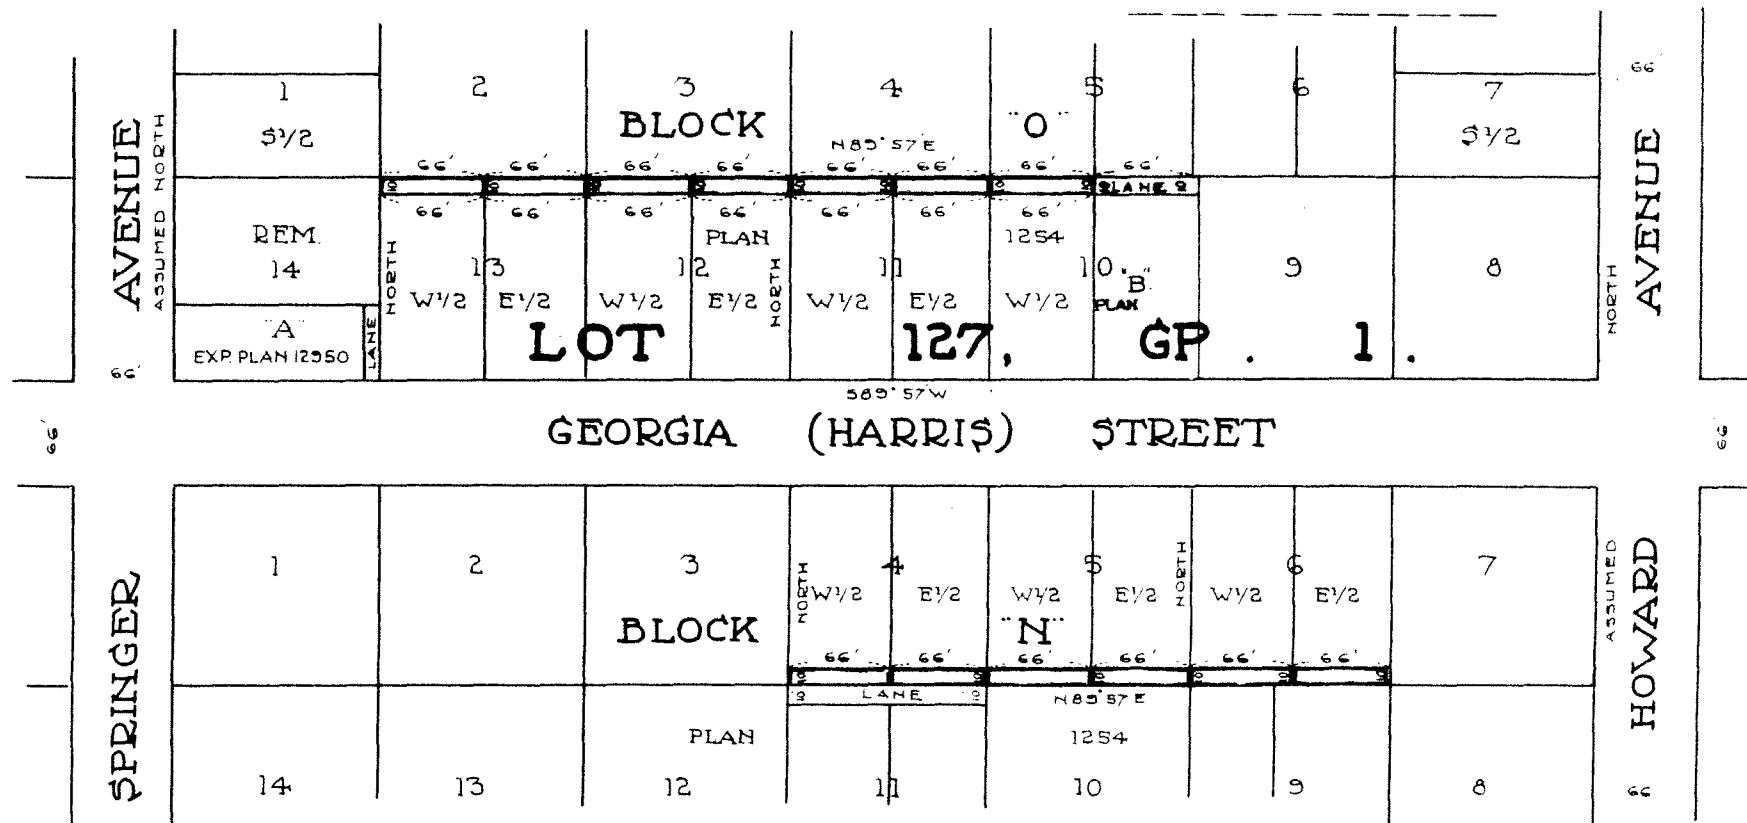 66'
1 2 3 4 5 6 7
S1/2 BLOCK "O" S1/2
N89°57'E
66' 66' 66' 66' 66' 66' 66' 66'
LANE
66' 66' 66' 66' 66' 66' 66'
REM. PLAN 1254
14 13 12 11 10 "B" 9 8
PLAN
W1/2 E1/2 W1/2 E1/2 W1/2 E1/2 W1/2
NORTH
NORTH
NORTH
"A"
EXP. PLAN 12950
LANE
LOT 127, GP. 1.
66'
S89°57'W
AVENUE
ASSUMED NORTH
AVENUE
66'
GEORGIA (HARRIS) STREET
66
1 2 3 4 5 6 7
NORTH W1/2 E1/2 W1/2 E1/2 NORTH W1/2 E1/2
BLOCK "N"
66' 66' 66' 66' 66' 66'
LANE 10
N89°57'E
PLAN 1254
14 13 12 11 10 9 8
SPRINGER
ASSUMED
HOWARD
66